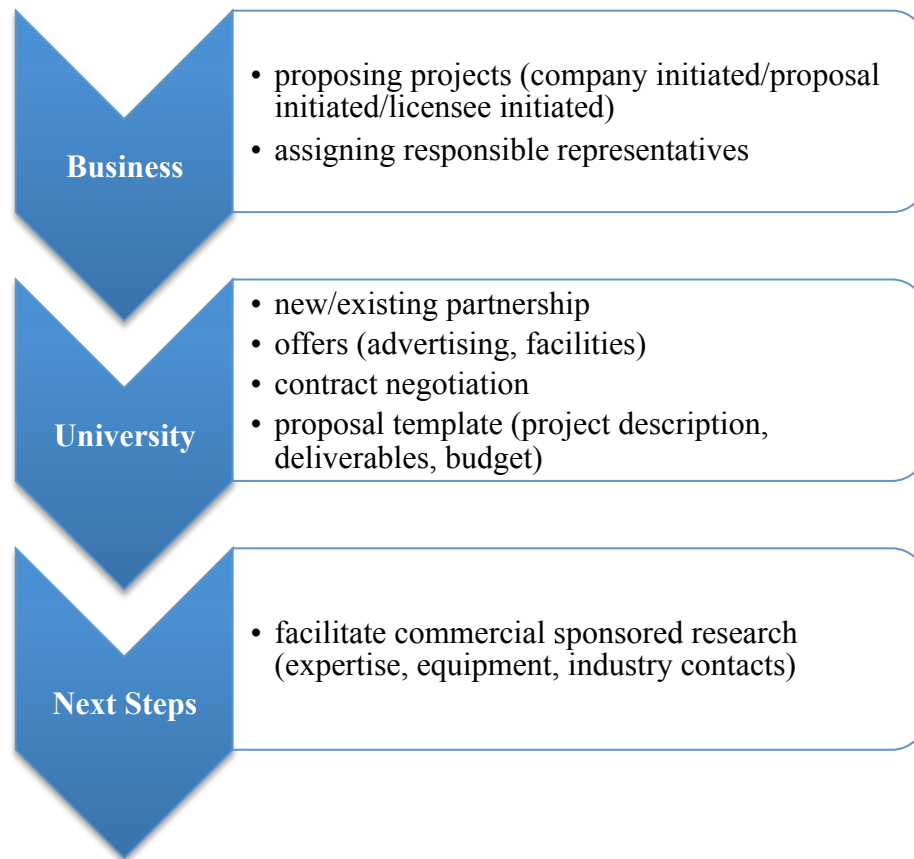 Business
• proposing projects (company initiated/proposal
initiated/licensee initiated)
• assigning responsible representatives
University
• new/existing partnership
• offers (advertising, facilities)
• contract negotiation
• proposal template (project description,
deliverables, budget)
Next Steps
• facilitate commercial sponsored research
(expertise, equipment, industry contacts)